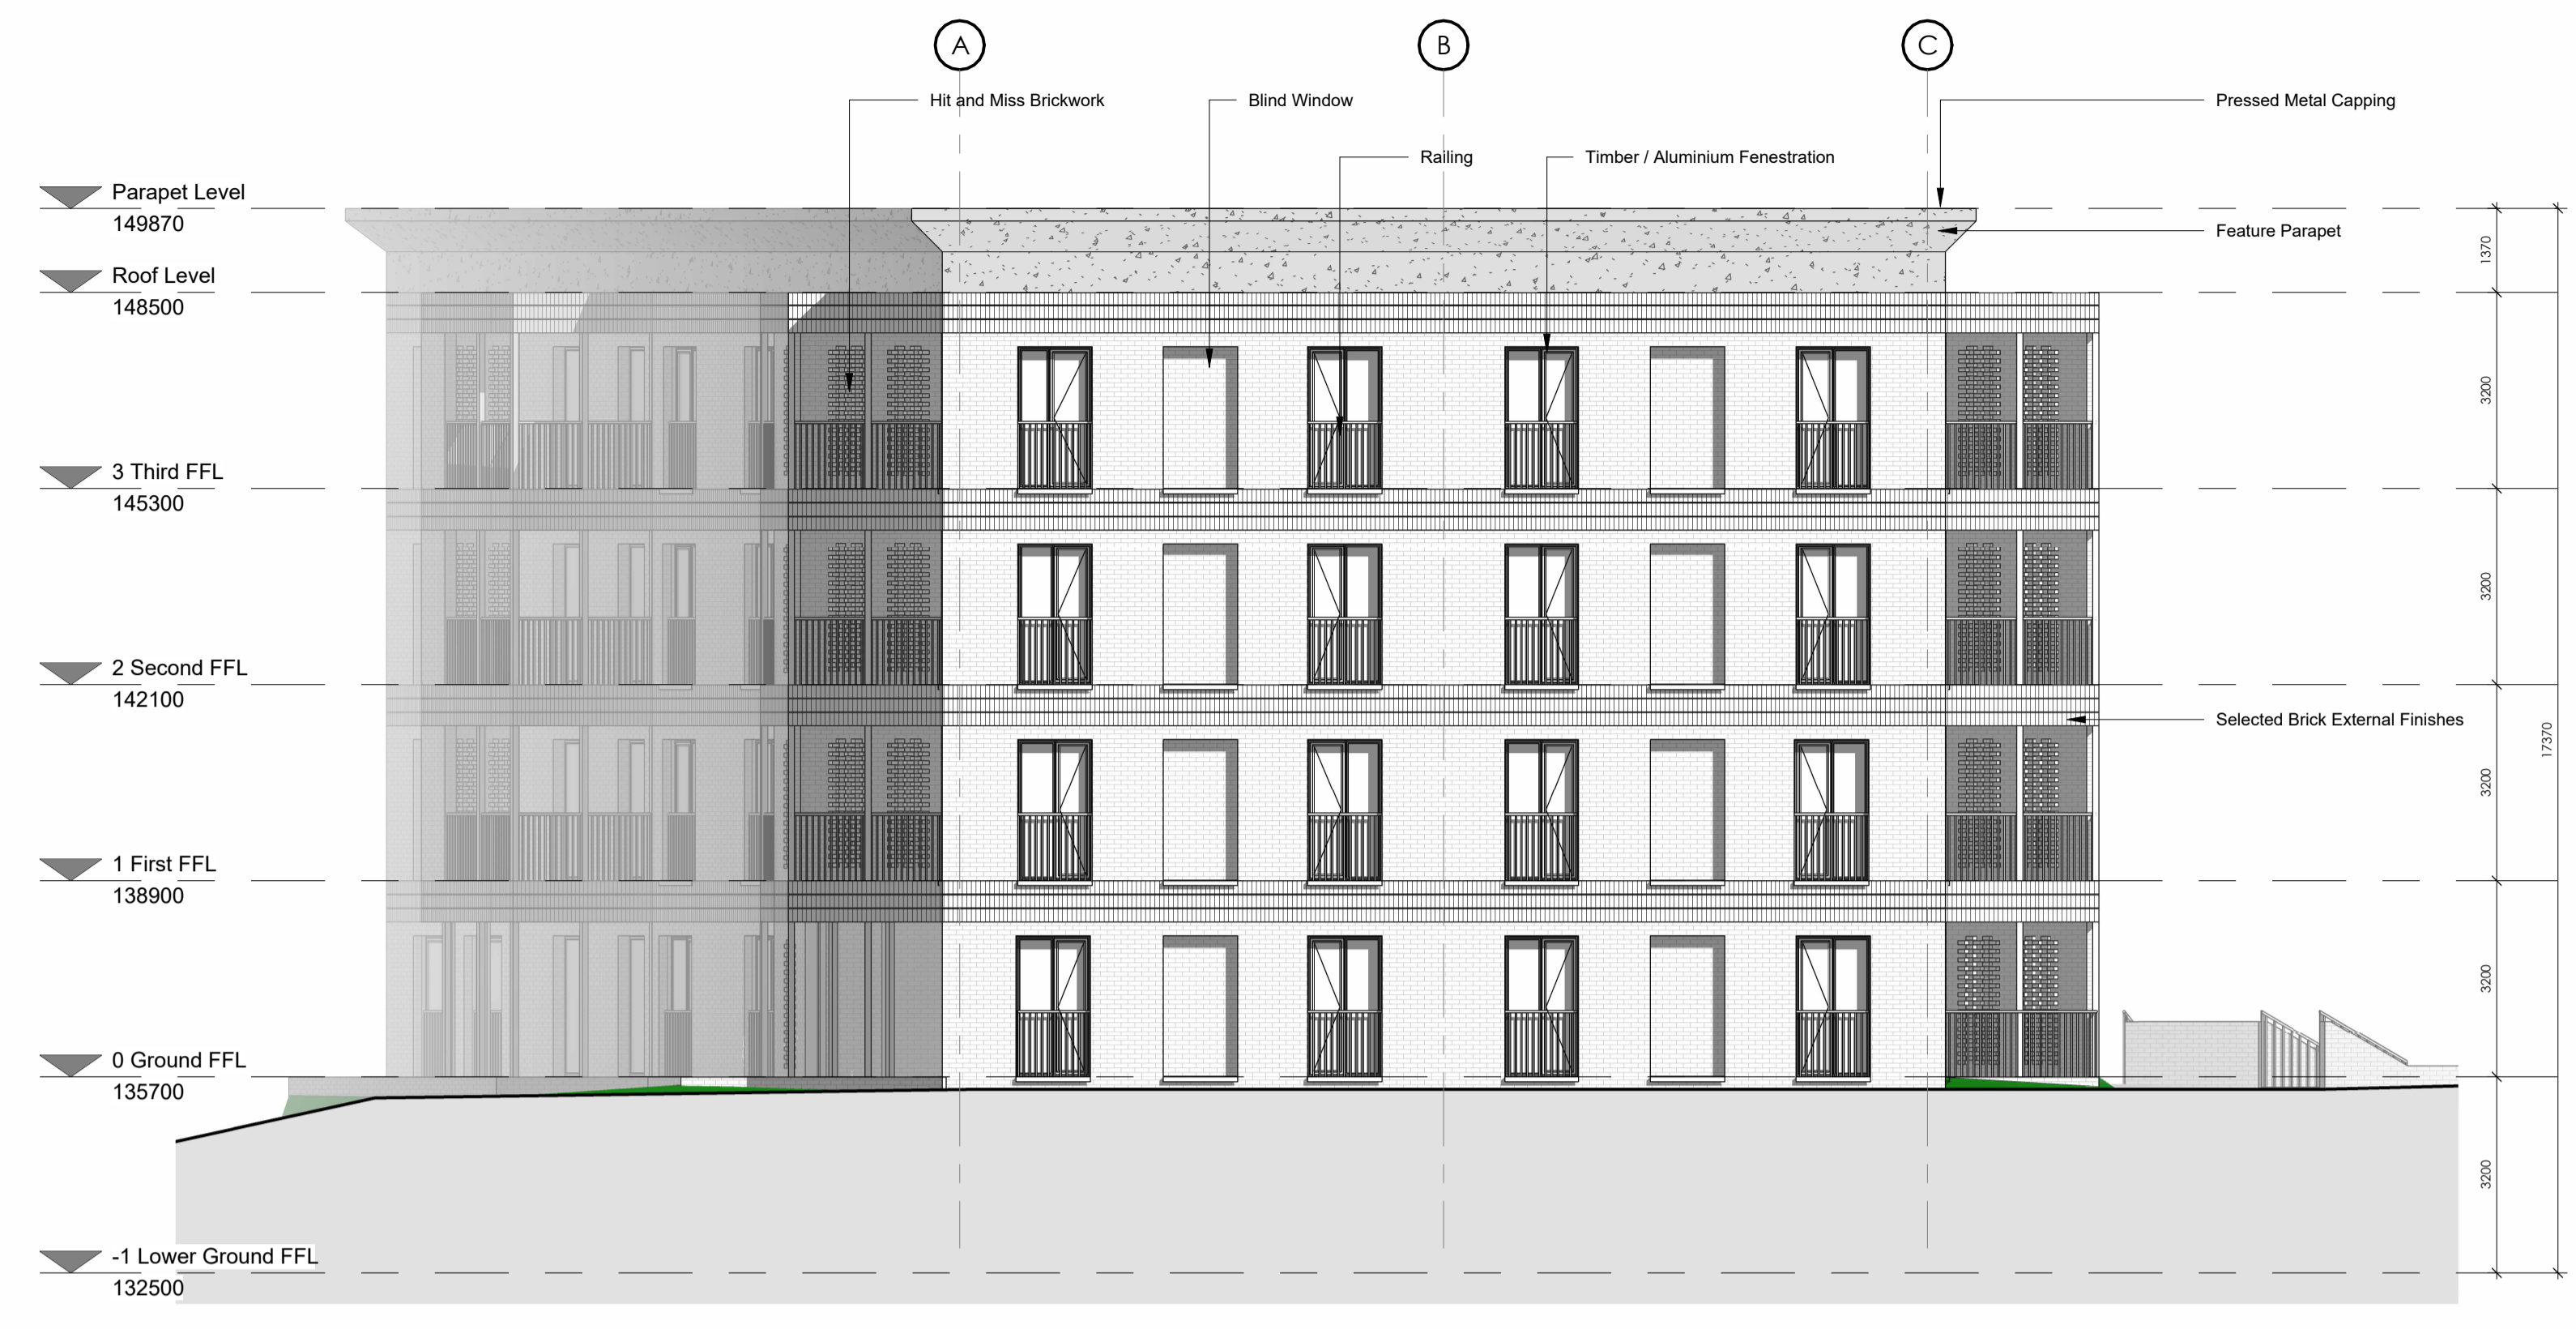 A
B
C
Hit and Miss Brickwork
Blind Window
Pressed Metal Capping
Railing
Timber / Aluminium Fenestration
Parapet Level
149870
Feature Parapet
1370
Roof Level
148500
3200
3 Third FFL
145300
3200
2 Second FFL
142100
Selected Brick External Finishes
17370
3200
1 First FFL
138900
3200
0 Ground FFL
135700
3200
-1 Lower Ground FFL
132500